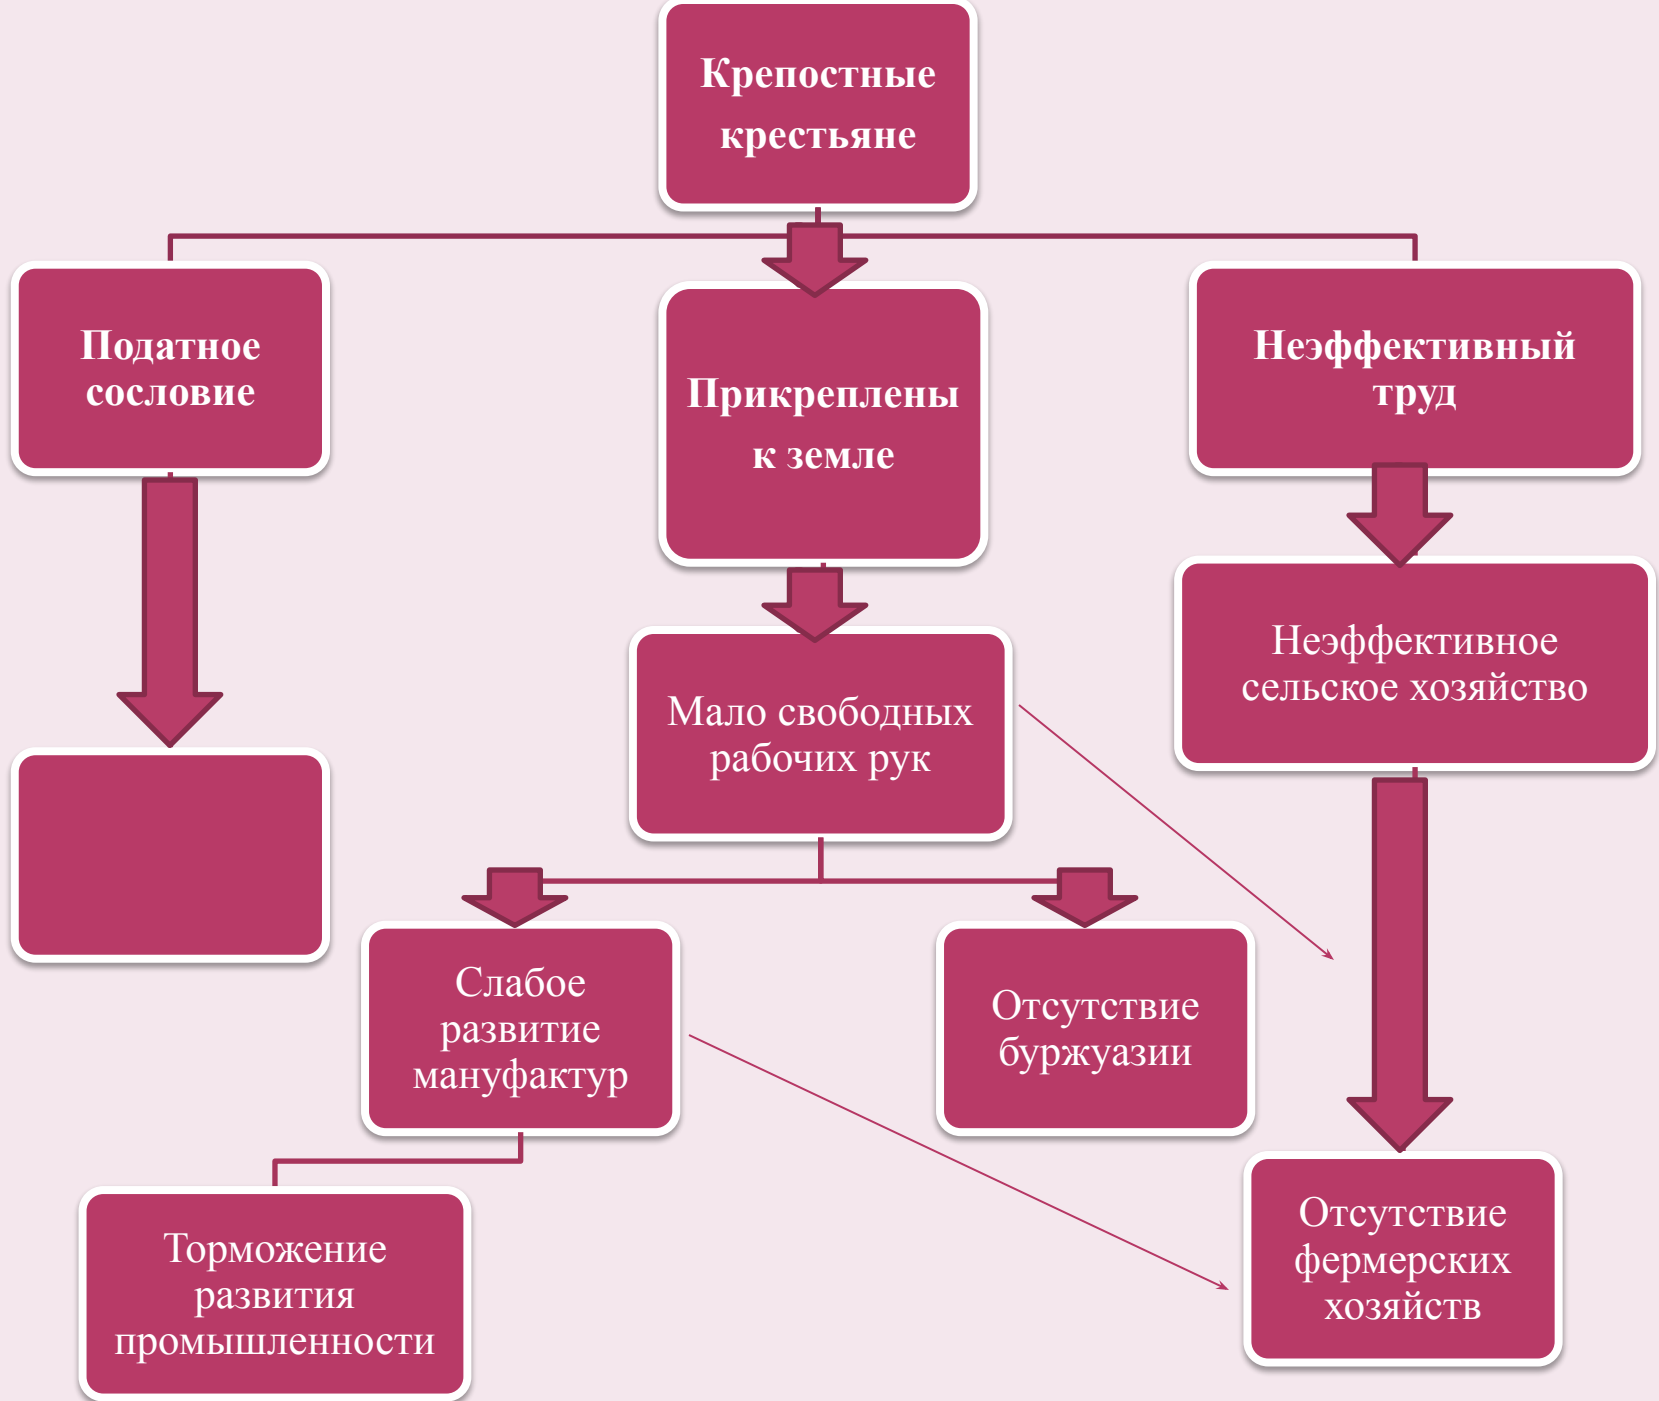 Крепостные
крестьяне
Податное
сословие
Прикреплены
к земле
Неэффективный
труд
Мало свободных
рабочих рук
Неэффективное
сельское хозяйство
Слабое
развитие
мануфактур
Отсутствие
буржуазии
Торможение
развития
промышленности
Отсутствие
фермерских
хозяйств